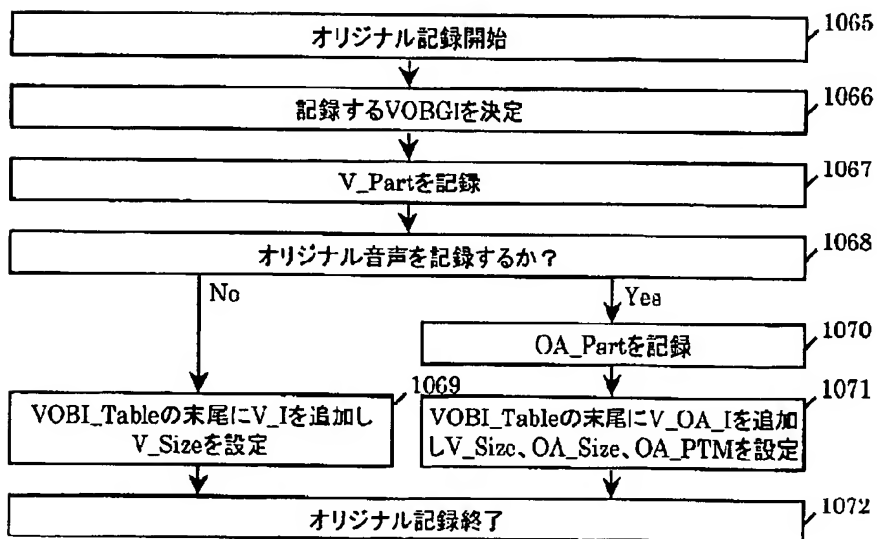 オリジナル記録開始
1065
記録するVOBGIを決定
1066
V_Partを記録
1067
オリジナル音声を記録するか？
1068
No
Yes
OA_Partを記録
1070
VOBI_Tableの末尾にV_Iを追加し
V_Sizeを設定
1069
VOBI_Tableの末尾にV_OA_Iを追加
しV_Size、OA_Size、OA_PTMを設定
1071
オリジナル記録終了
1072